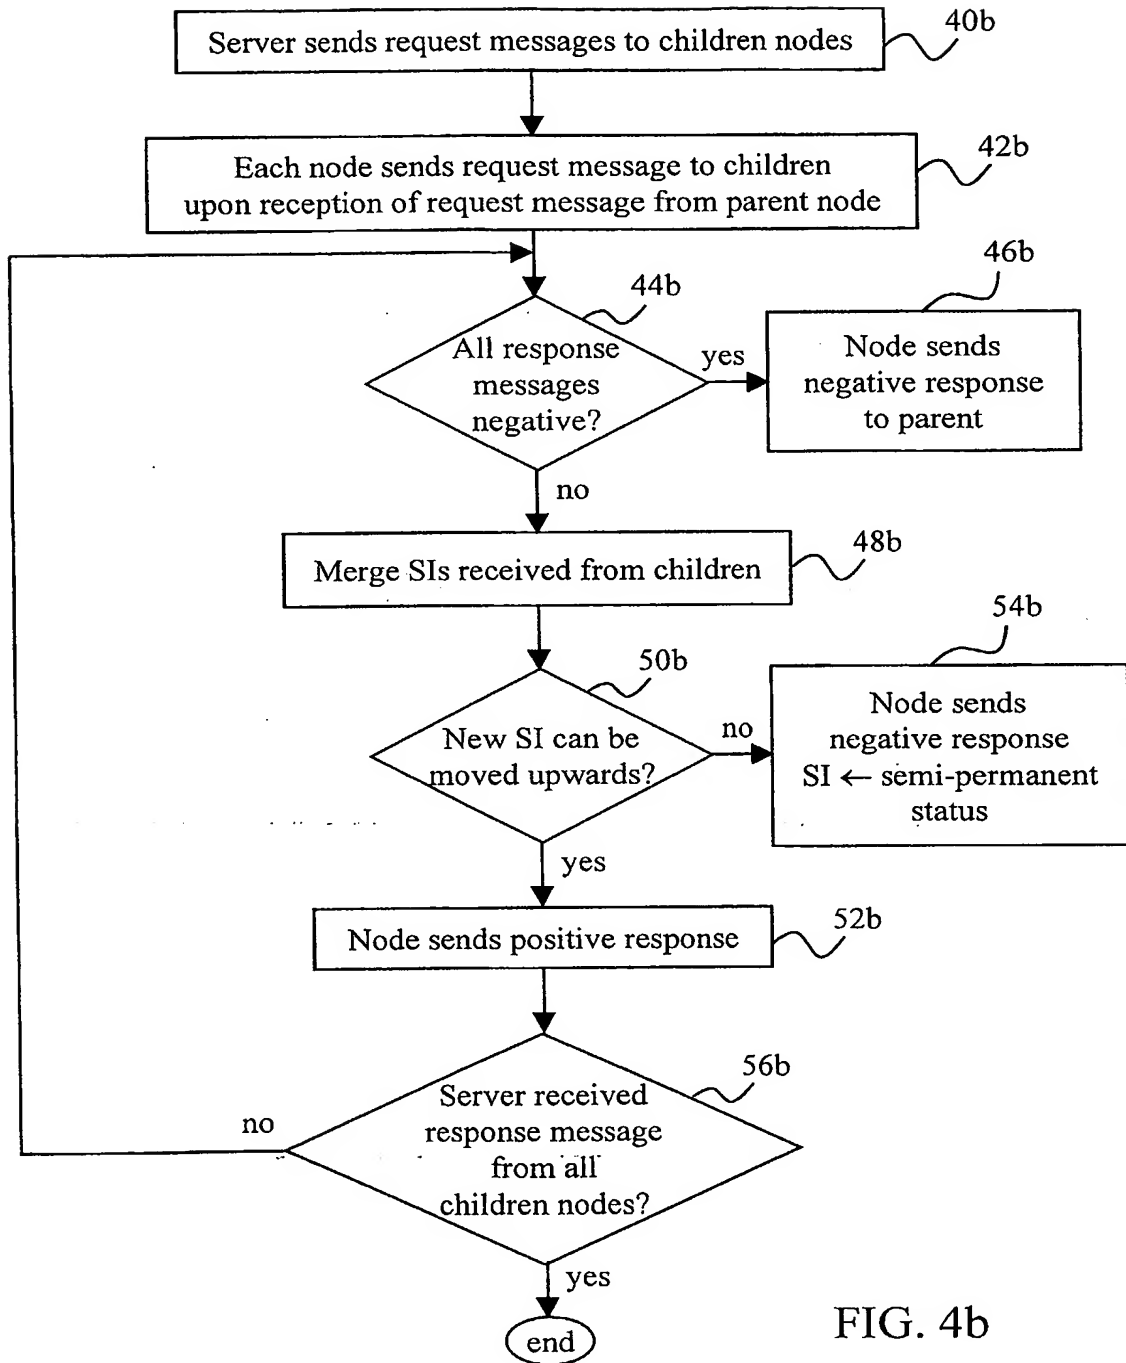 Server sends request messages to children nodes
40b
Each node sends request message to children
upon reception of request message from parent node
42b
44b
All response
messages
negative?
yes
46b
Node sends
negative response
to parent
no
Merge SIs received from children
48b
50b
New SI can be
moved upwards?
no
54b
Node sends
negative response
SI ← semi-permanent
status
yes
Node sends positive response
52b
56b
Server received
response message
from all
children nodes?
no
yes
end
FIG. 4b